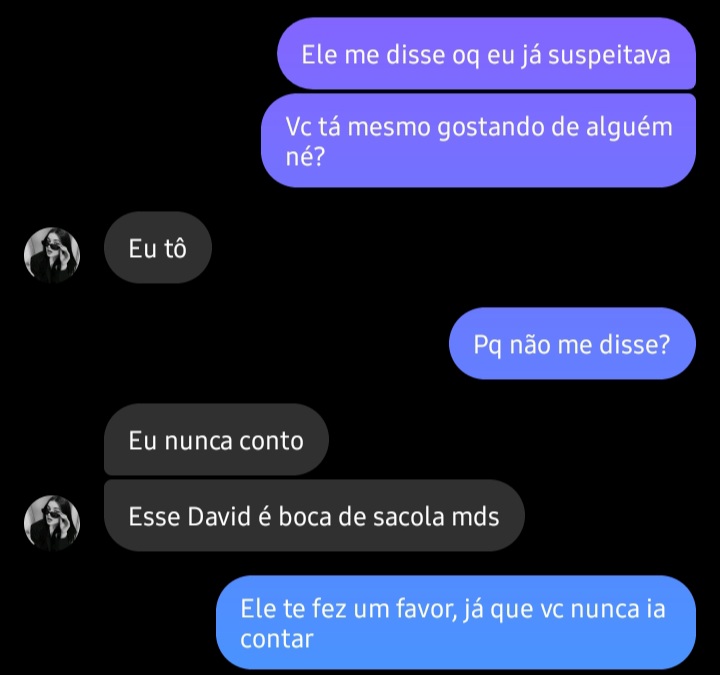 Ele me disse oq eu já suspeitava
Vc tá mesmo gostando de alguém
né?
Eu tô
Pq não me disse?
Eu nunca conto
Esse David é boca de sacola mds
Ele te fez um favor, já que vc nunca ia
contar